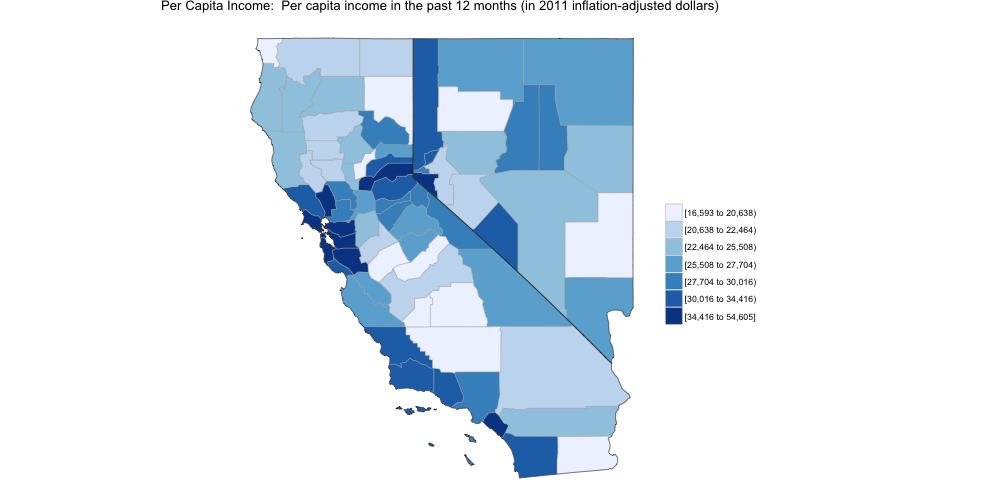 Per Capita Income:  Per capita income in the past 12 months (in 2011 inflation-adjusted dollars)
[16,593 to 20,638)
[20,638 to 22,464)
[22,464 to 25,508)
[25,508 to 27,704)
[27,704 to 30,016)
[30,016 to 34,416)
[34,416 to 54,605]